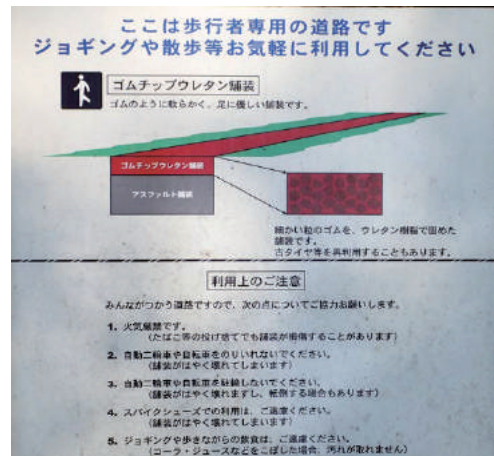 ここは歩行者専用の道路です
ジョギングや散歩等お気軽に利用してください
ゴムチップウレタン舗装
ゴムのように軟らかく、足に優しい舗装です。
ゴムチップウレタン舗装
アスファルト舗装
細かい粒のゴムを、ウレタン樹脂で固めた
舗装です。
古タイヤ等を再利用することもあります。
利用上のご注意
みんながつかう道路ですので、次の点についてご協力お願いします。
1. 火気厳禁です。
(たばこ等の投げ捨てでも舗装が損傷することがあります)
2. 自動二輪車や自転車をのりいれないでください。
(舗装がはやく壊れてしまいます)
3. 自動二輪車や自転車を駐輪しないでください。
(舗装がはやく壊れますし、転倒する場合もあります)
4. スパイクシューズでの利用は、ご遠慮ください。
(舗装がはやく壊れてしまいます)
5. ジョギングや歩きながらの飲食は、ご遠慮ください。
(コーラ・ジュースなどをこぼした場合、汚れが取れません)